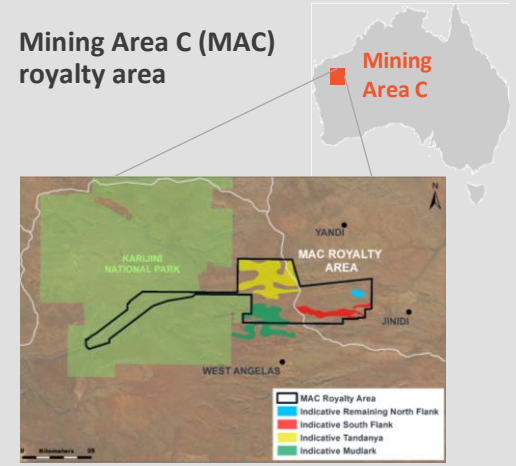 Mining Area C (MAC)
royalty area
Mining
Area C
N
YANDI
MAC ROYALTY
AREA
KARIJINI
NATIONAL PARK
JINIDI
WEST ANGELAS
MAC Royalty Area
Indicative Remaining North Flank
Indicative South Flank
Indicative Tandanya
Indicative Mudlark
Kilometers